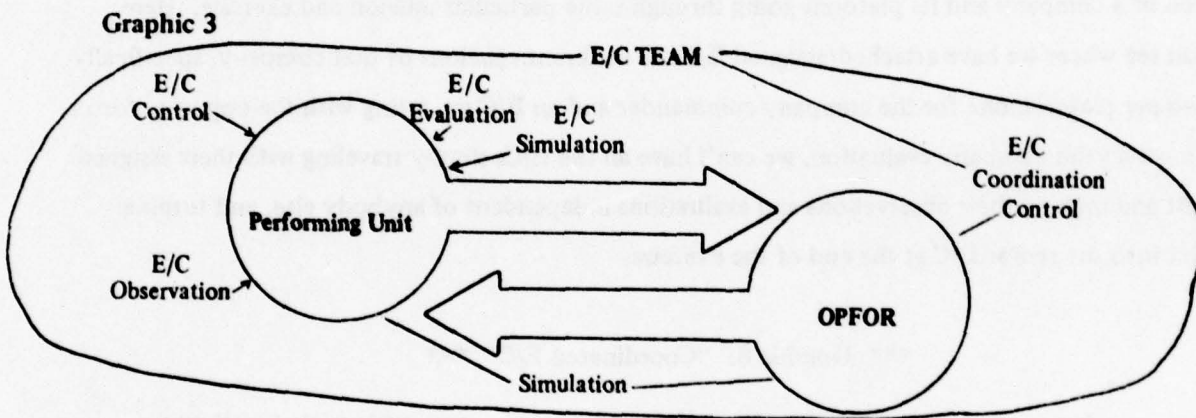 Graphic 3
E/C TEAM
E/C
Control
E/C
Evaluation
E/C
Simulation
E/C
Coordination
Control
Performing Unit
E/C
Observation
OPFOR
Simulation